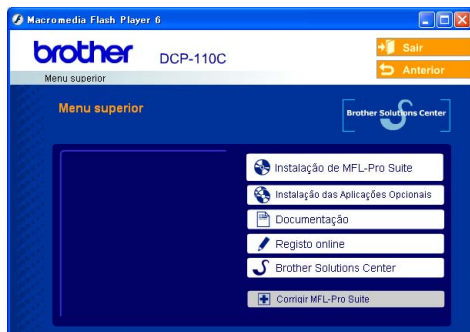 Macromedia Flash Player 6
brother
DCP-110C
Sair
Anterior
Menu superior
Menu superior
Brother Solutions Center
Instalação de MFL-Pro Suite
Instalação das Aplicações Opcionais
Documentação
Registo online
Brother Solutions Center
Corrigir MFL-Pro Suite